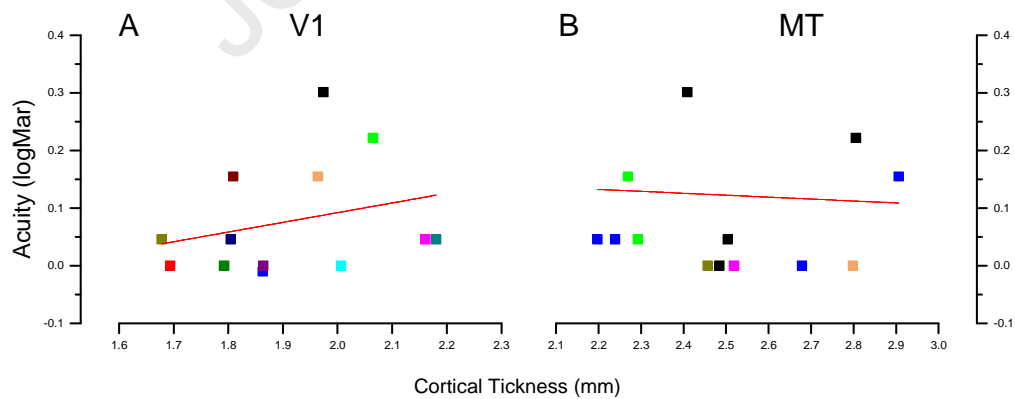 A V1 B MT
0.4 0.4
0.3 0.3
0.2 0.2
0.1 0.1
0.0 0.0
-0.1 -0.1
Acuity (logMar)
1.6 1.7 1.8 1.9 2.0 2.1 2.2 2.3 2.1 2.2 2.3 2.4 2.5 2.6 2.7 2.8 2.9 3.0
Cortical Tickness (mm)